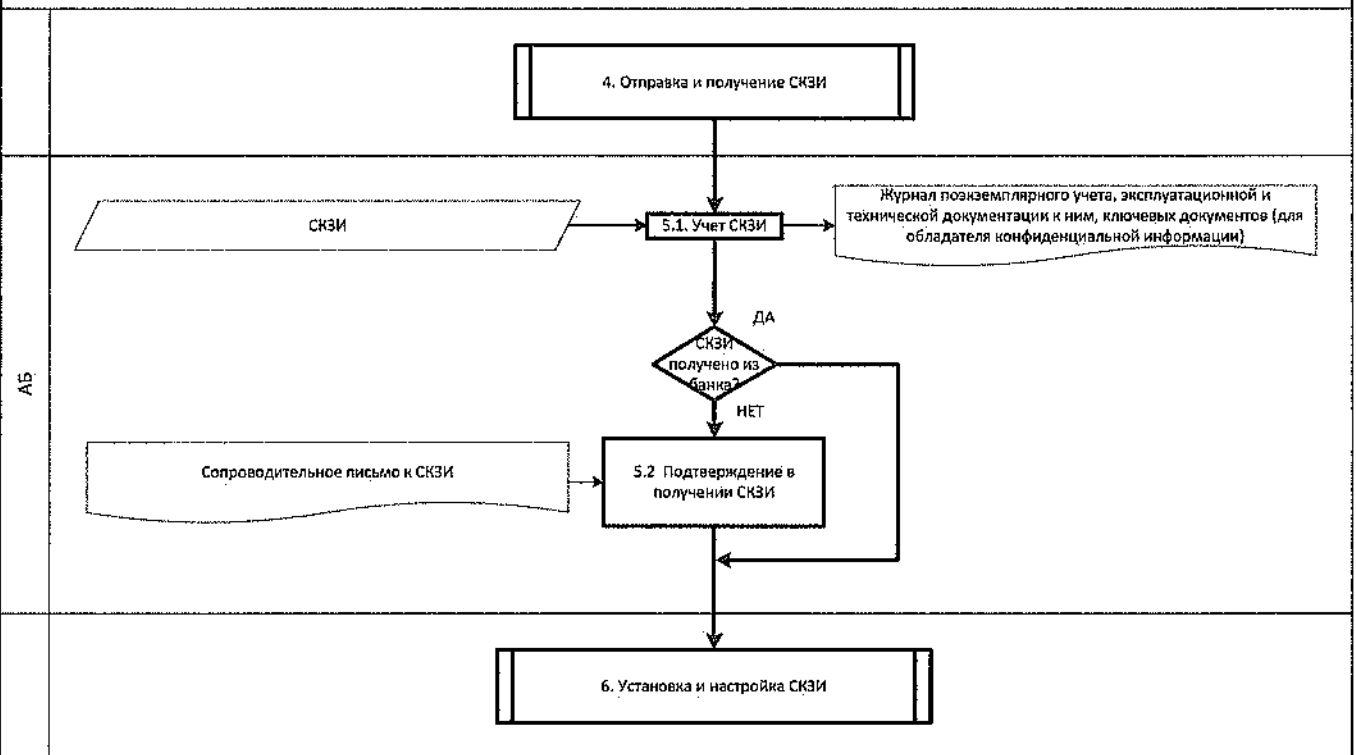 4. Отправка и получение СКЗИ
СКЗИ
5.1. Учет СКЗИ
Журнал поэкземплярного учета, эксплуатационной и
технической документации к ним, ключевых документов (для
обладателя конфиденциальной информации)
ДА
СКЗИ
получено из
банка?
НЕТ
АБ
Сопроводительное письмо к СКЗИ
5.2 Подтверждение в
получении СКЗИ
6. Установка и настройка СКЗИ